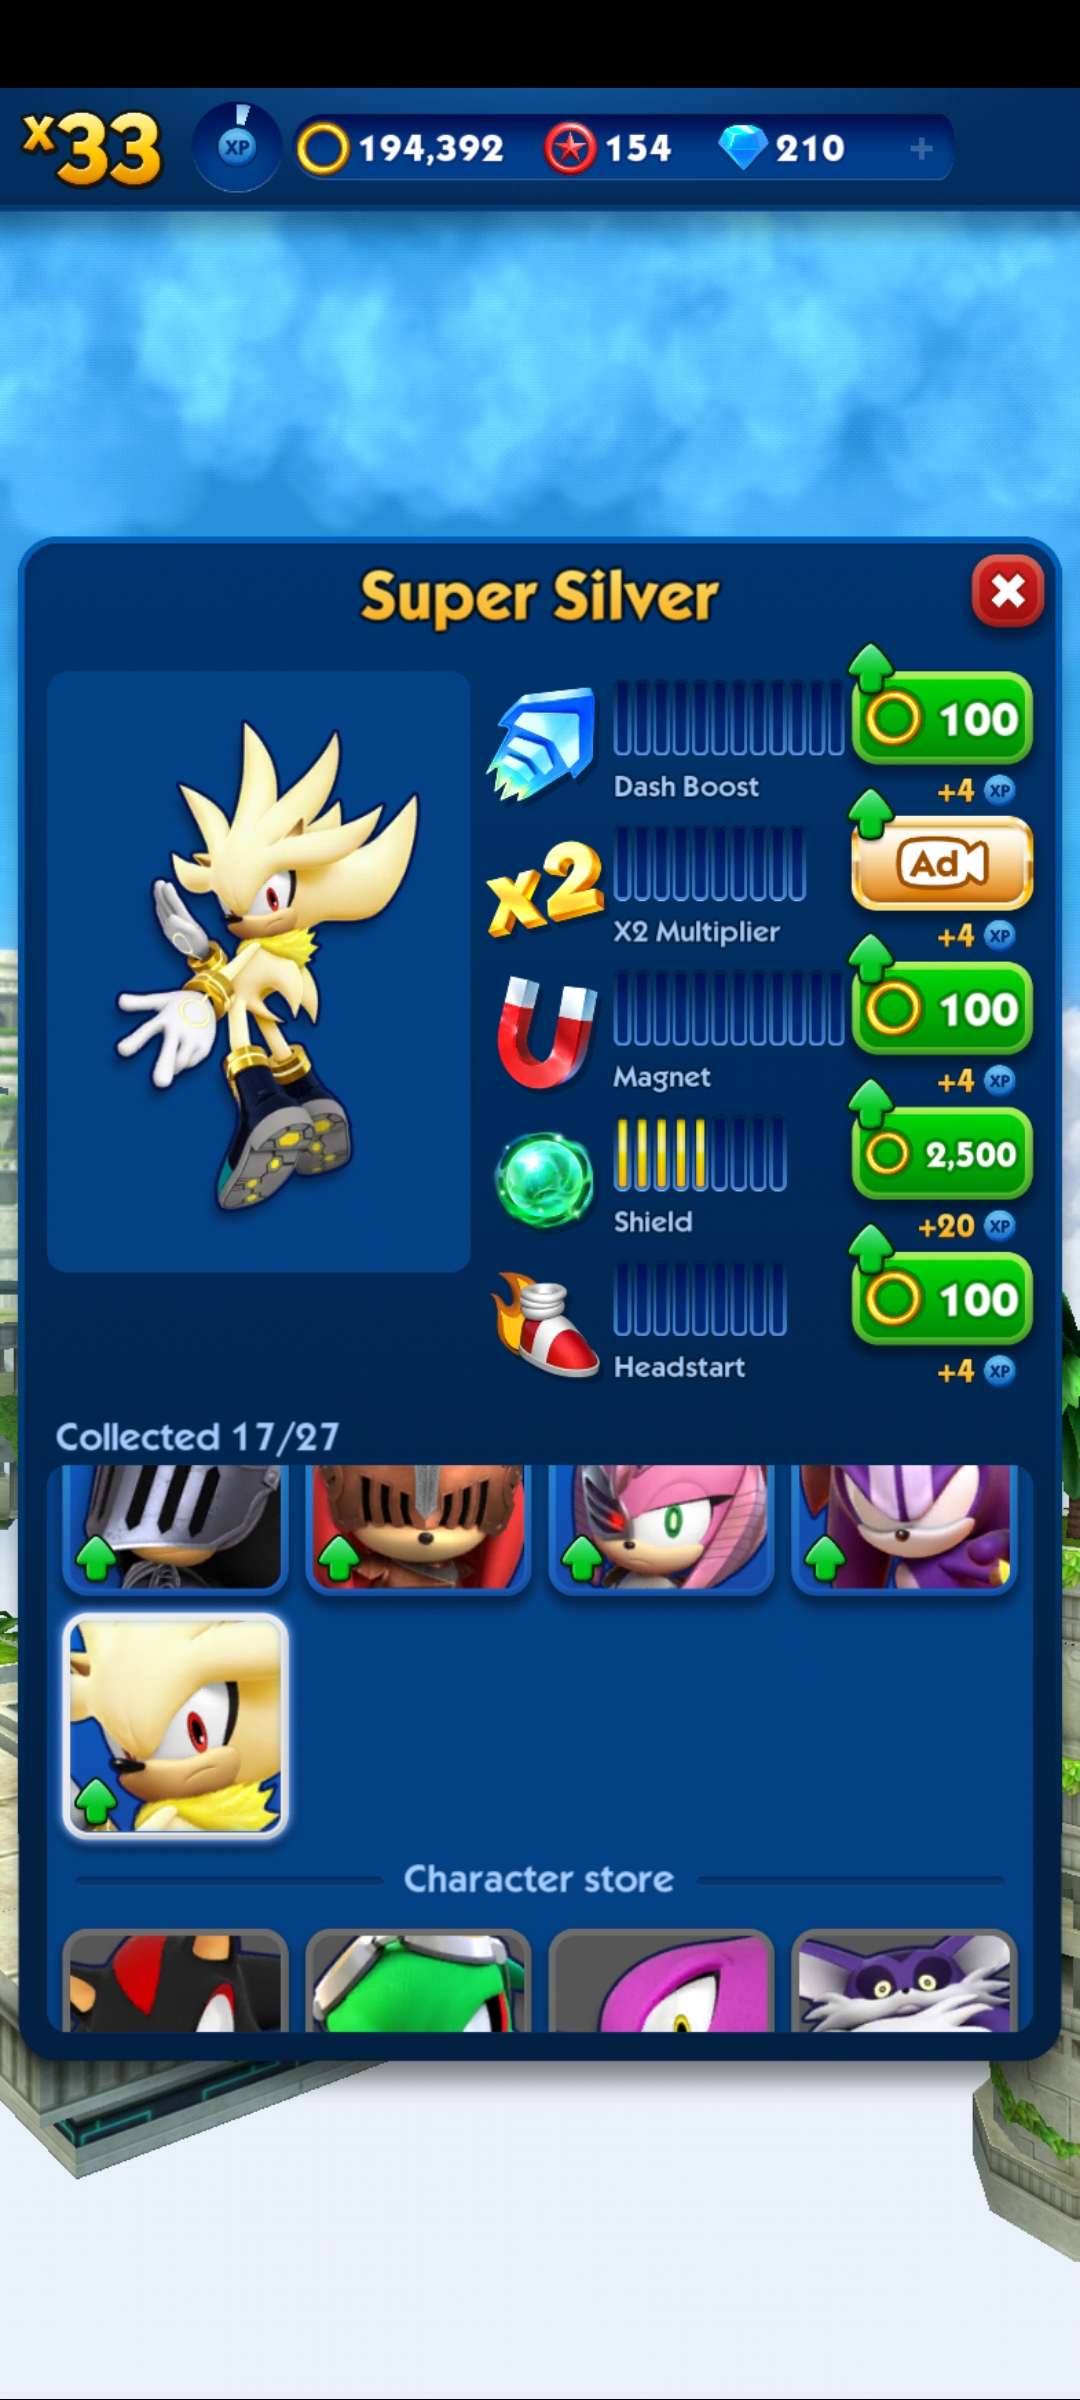 x33 XP 194,392 154 210 +
Super Silver
100
Dash Boost
+4 XP
x2
Ad
X2 Multiplier
+4 XP
100
Magnet
+4 XP
2,500
Shield
+20 XP
100
Headstart
+4 XP
Collected 17/27
Character store